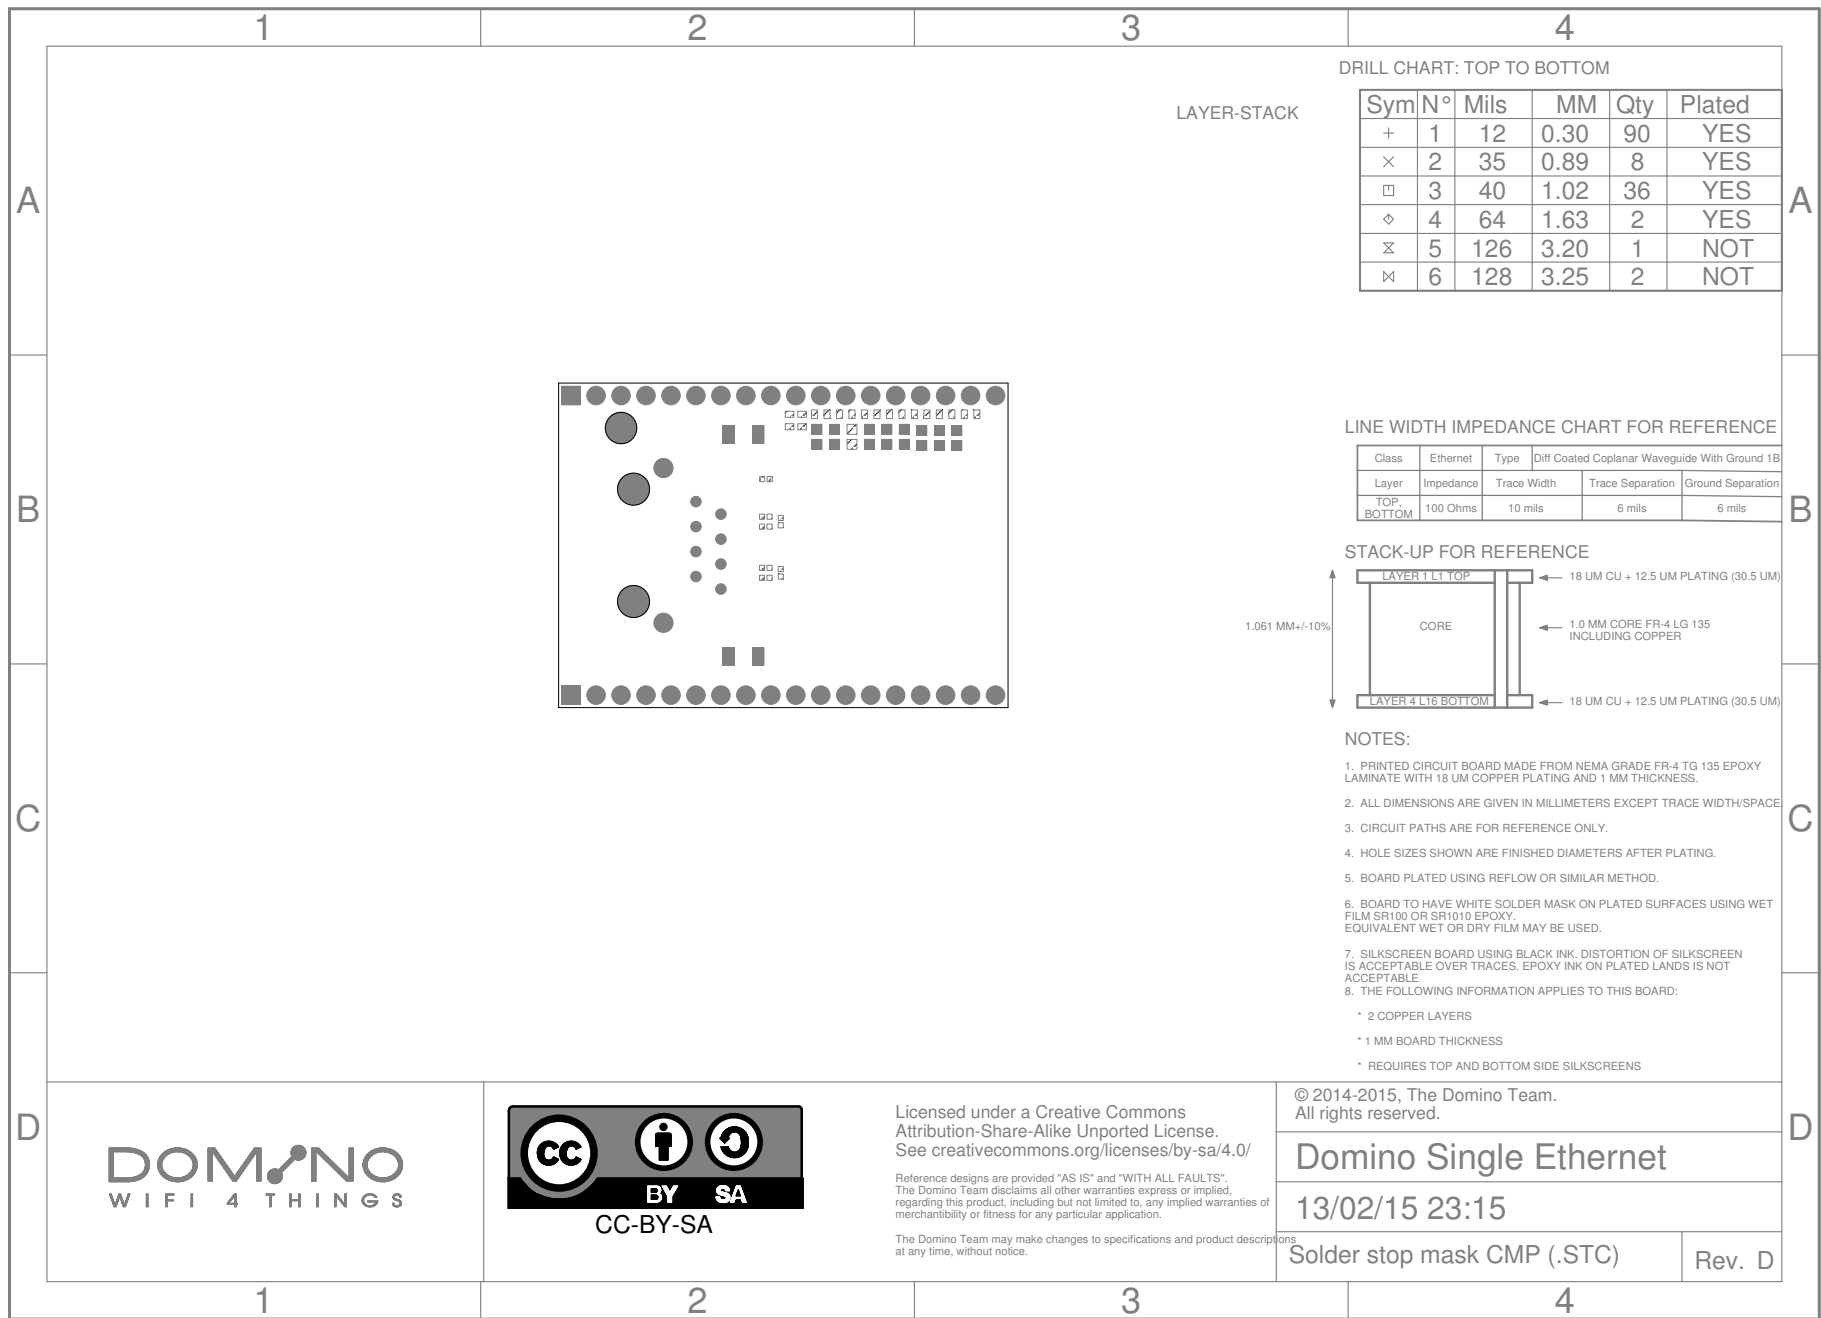 1 2 3 4
DRILL CHART: TOP TO BOTTOM
LAYER-STACK
Sym N° Mils MM Qty Plated
+ 1 12 0.30 90 YES
× 2 35 0.89 8 YES
3 40 1.02 36 YES
4 64 1.63 2 YES
5 126 3.20 1 NOT
6 128 3.25 2 NOT
A A
LINE WIDTH IMPEDANCE CHART FOR REFERENCE
Class Ethernet Type Diff Coated Coplanar Waveguide With Ground 1B
Layer Impedance Trace Width Trace Separation Ground Separation
TOP,
BOTTOM 100 Ohms 10 mils 6 mils 6 mils
B B
STACK-UP FOR REFERENCE
LAYER 1 L1 TOP 18 UM CU + 12.5 UM PLATING (30.5 UM)
1.061 MM+/-10% CORE 1.0 MM CORE FR-4 LG 135
INCLUDING COPPER
LAYER 4 L16 BOTTOM 18 UM CU + 12.5 UM PLATING (30.5 UM)
NOTES:
1. PRINTED CIRCUIT BOARD MADE FROM NEMA GRADE FR-4 TG 135 EPOXY
LAMINATE WITH 18 UM COPPER PLATING AND 1 MM THICKNESS.
2. ALL DIMENSIONS ARE GIVEN IN MILLIMETERS EXCEPT TRACE WIDTH/SPACE
C C
3. CIRCUIT PATHS ARE FOR REFERENCE ONLY.
4. HOLE SIZES SHOWN ARE FINISHED DIAMETERS AFTER PLATING.
5. BOARD PLATED USING REFLOW OR SIMILAR METHOD.
6. BOARD TO HAVE WHITE SOLDER MASK ON PLATED SURFACES USING WET
FILM SR100 OR SR1010 EPOXY.
EQUIVALENT WET OR DRY FILM MAY BE USED.
7. SILKSCREEN BOARD USING BLACK INK. DISTORTION OF SILKSCREEN
IS ACCEPTABLE OVER TRACES. EPOXY INK ON PLATED LANDS IS NOT
ACCEPTABLE
8. THE FOLLOWING INFORMATION APPLIES TO THIS BOARD:
* 2 COPPER LAYERS
* 1 MM BOARD THICKNESS
* REQUIRES TOP AND BOTTOM SIDE SILKSCREENS
D D
DOMINO
WIFI 4 THINGS
cc
BY SA
CC-BY-SA
Licensed under a Creative Commons
Attribution-Share-Alike Unported License.
See creativecommons.org/licenses/by-sa/4.0/
Reference designs are provided "AS IS" and "WITH ALL FAULTS".
The Domino Team disclaims all other warranties express or implied,
regarding this product, including but not limited to, any implied warranties of
merchantibility or fitness for any particular application.
The Domino Team may make changes to specifications and product descriptions
at any time, without notice.
© 2014-2015, The Domino Team.
All rights reserved.
Domino Single Ethernet
13/02/15 23:15
Solder stop mask CMP (.STC) Rev. D
1 2 3 4